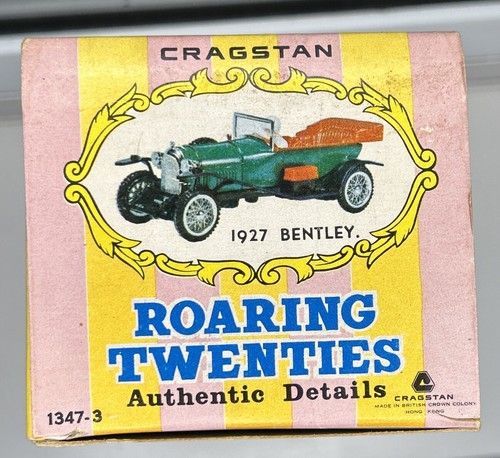 CRAGSTAN
1927 BENTLEY.
ROARING
TWENTIES
Authentic Details
CRAGSTAN
MADE IN BRITISH CROWN COLONY
HONG KONG
1347-3